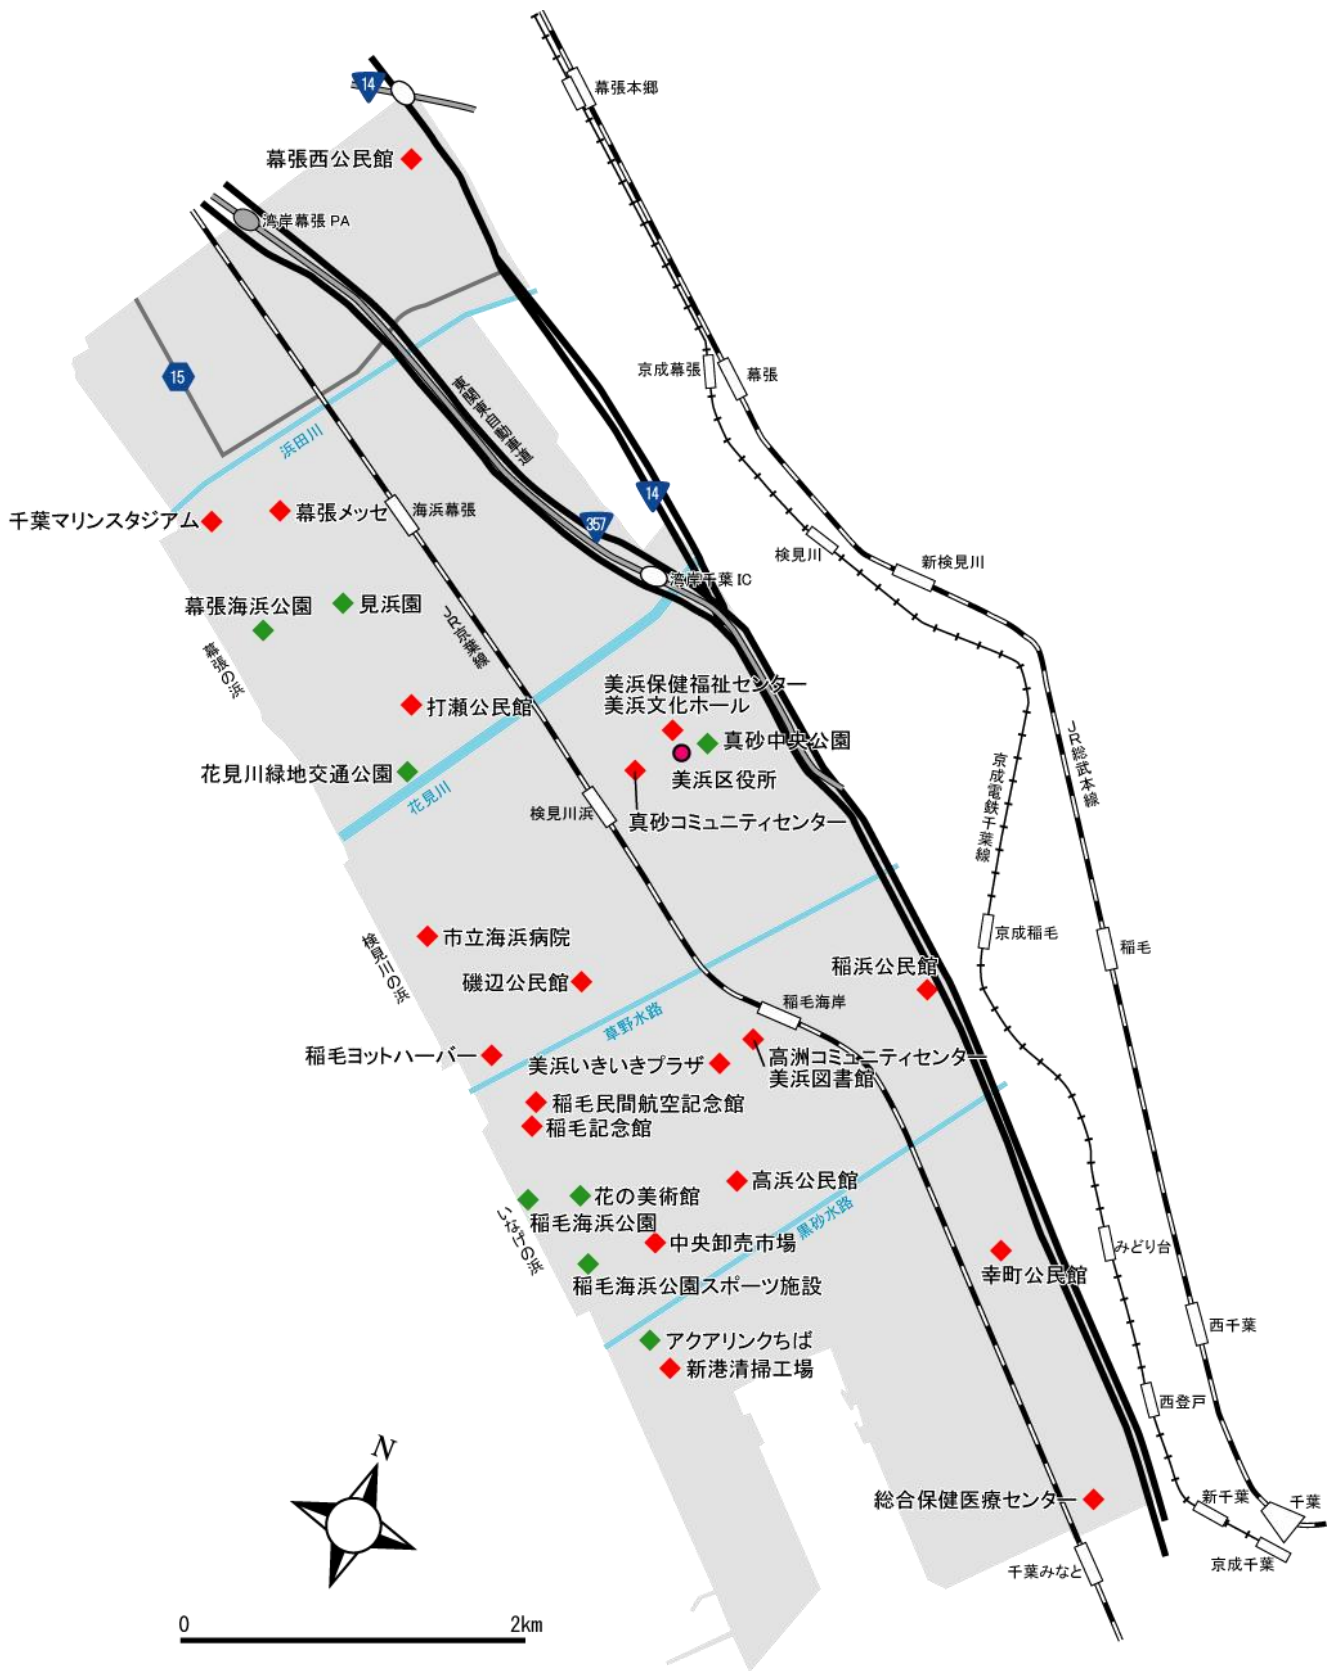 14
幕張本郷
幕張西公民館
湾岸幕張PA
京成幕張
幕張
15
東関東自動車道
浜田川
千葉マリンスタジアム
幕張メッセ
海浜幕張
14
357
検見川
新検見川
湾岸千葉IC
幕張海浜公園
見浜園
JR京葉線
幕張の浜
美浜保健福祉センター
美浜文化ホール
打瀬公民館
真砂中央公園
JR総武本線
花見川緑地交通公園
美浜区役所
京成電鉄千葉線
花見川
検見川浜
真砂コミュニティセンター
市立海浜病院
京成稲毛
稲毛
検見川の浜
稲浜公民館
磯辺公民館
稲毛海岸
草野水路
稲毛ヨットハーバー
美浜いきいきプラザ
高洲コミュニティセンター
美浜図書館
稲毛民間航空記念館
稲毛記念館
高浜公民館
花の美術館
稲毛海浜公園
いなげの浜
黒砂水路
中央卸売市場
みどり台
幸町公民館
稲毛海浜公園スポーツ施設
アクアリンクちば
西千葉
新港清掃工場
西登戸
N
総合保健医療センター
新千葉
千葉
京成千葉
千葉みなと
0
2km